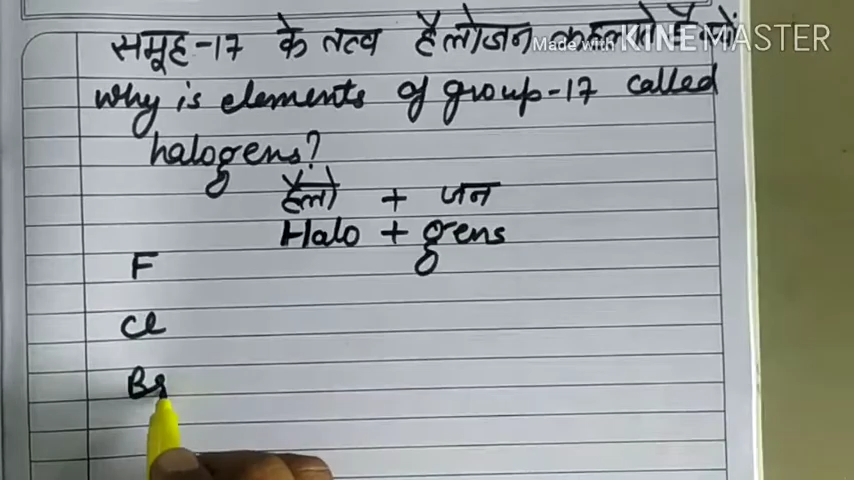 समूह-17 के तत्व हैलोजन कहलाते हैं क्यों
Made with KINEMASTER
why is elements of group-17 called
halogens?
हैलो + जन
Halo + gens
F
Cl
Br